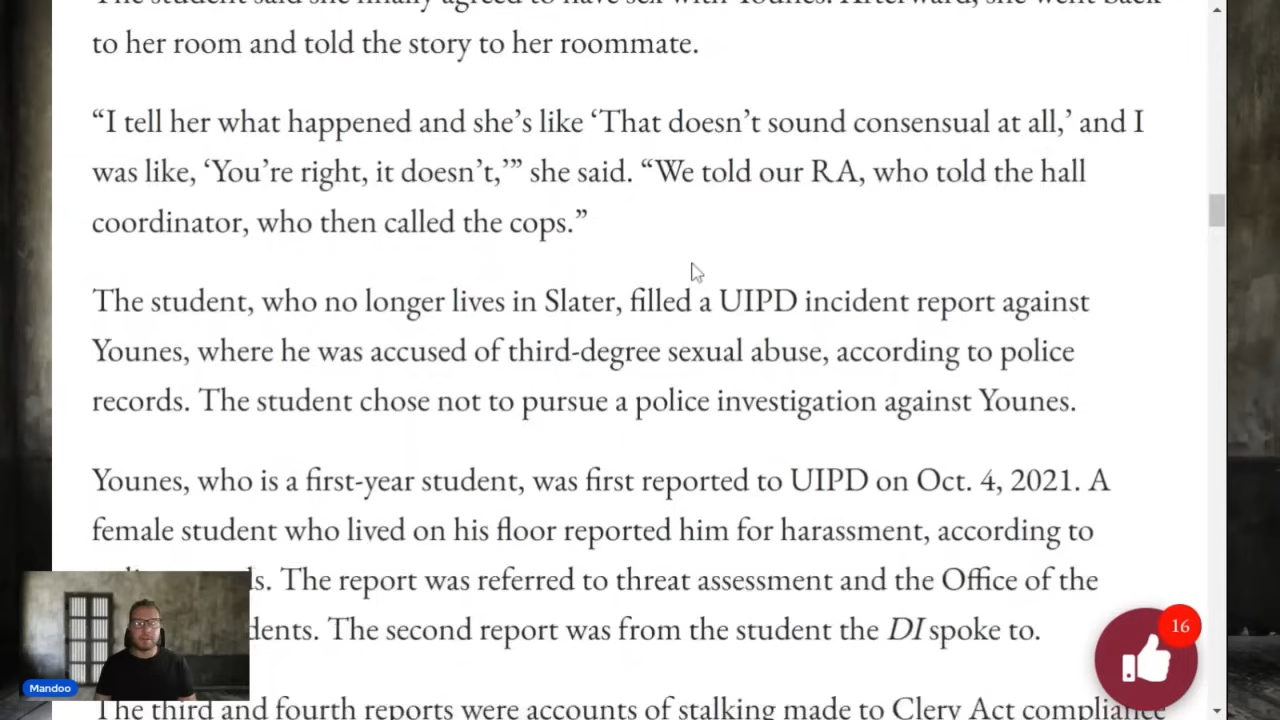 to her room and told the story to her roommate.
“I tell her what happened and she’s like ‘That doesn’t sound consensual at all,’ and I
was like, ‘You’re right, it doesn’t,’” she said. “We told our RA, who told the hall
coordinator, who then called the cops.”
The student, who no longer lives in Slater, filled a UIPD incident report against
Younes, where he was accused of third-degree sexual abuse, according to police
records. The student chose not to pursue a police investigation against Younes.
Younes, who is a first-year student, was first reported to UIPD on Oct. 4, 2021. A
female student who lived on his floor reported him for harassment, according to
The report was referred to threat assessment and the Office of the
The second report was from the student the DI spoke to.
The third and fourth reports were accounts of stalking made to Clery Act compliance
Mandoo
16